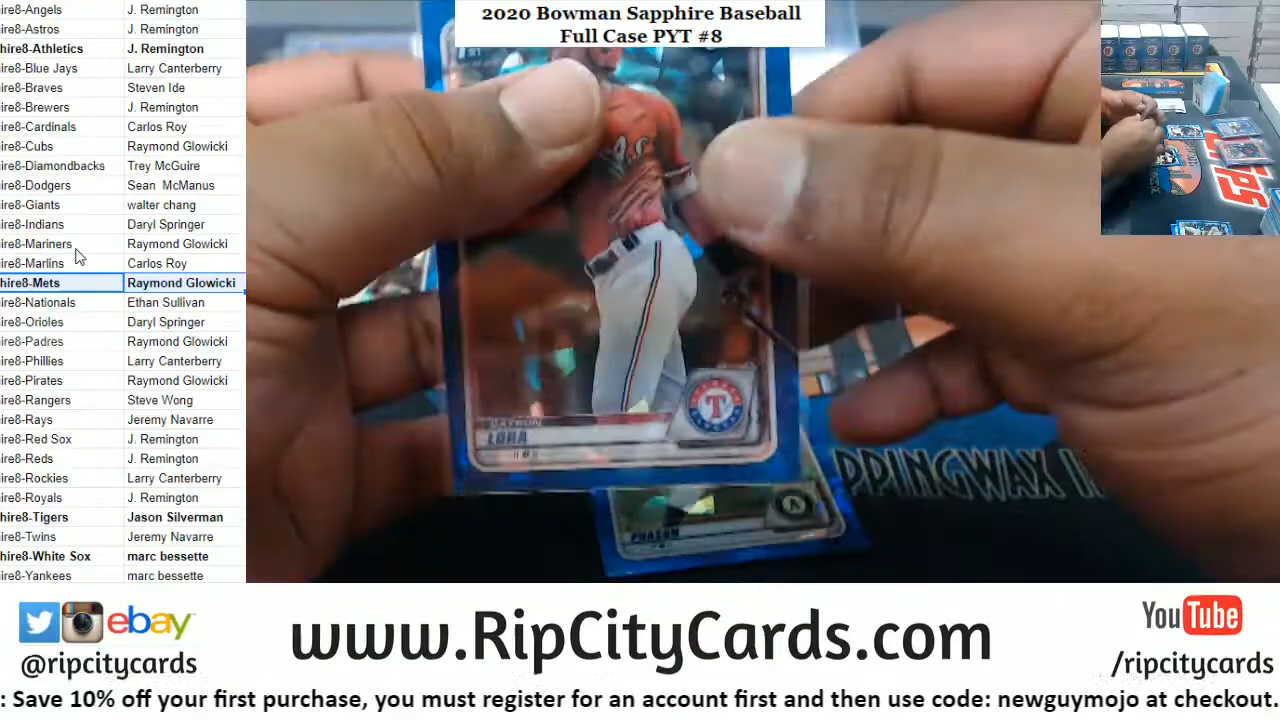 2020 Bowman Sapphire Baseball
Full Case PYT #8
ire8-Angels J. Remington
ire8-Astros J. Remington
hire8-Athletics J. Remington
ire8-Blue Jays Larry Canterberry
ire8-Braves Steven Ide
ire8-Brewers J. Remington
ire8-Cardinals Carlos Roy
ire8-Cubs Raymond Glowicki
ire8-Diamondbacks Trey McGuire
ire8-Dodgers Sean McManus
ire8-Giants walter chang
ire8-Indians Daryl Springer
ire8-Mariners Raymond Glowicki
ire8-Marlins Carlos Roy
hire8-Mets Raymond Glowicki
ire8-Nationals Ethan Sullivan
ire8-Orioles Daryl Springer
ire8-Padres Raymond Glowicki
ire8-Phillies Larry Canterberry
ire8-Pirates Raymond Glowicki
ire8-Rangers Steve Wong
ire8-Rays Jeremy Navarre
ire8-Red Sox J. Remington
ire8-Reds J. Remington
ire8-Rockies Larry Canterberry
ire8-Royals J. Remington
hire8-Tigers Jason Silverman
ire8-Twins Jeremy Navarre
hire8-White Sox marc bessette
ire8-Yankees marc bessette
T
LORA
PPINGWAX
PHASON
A
ebay
@ripcitycards
www.RipCityCards.com
YouTube
/ripcitycards
: Save 10% off your first purchase, you must register for an account first and then use code: newguymojo at checkout.